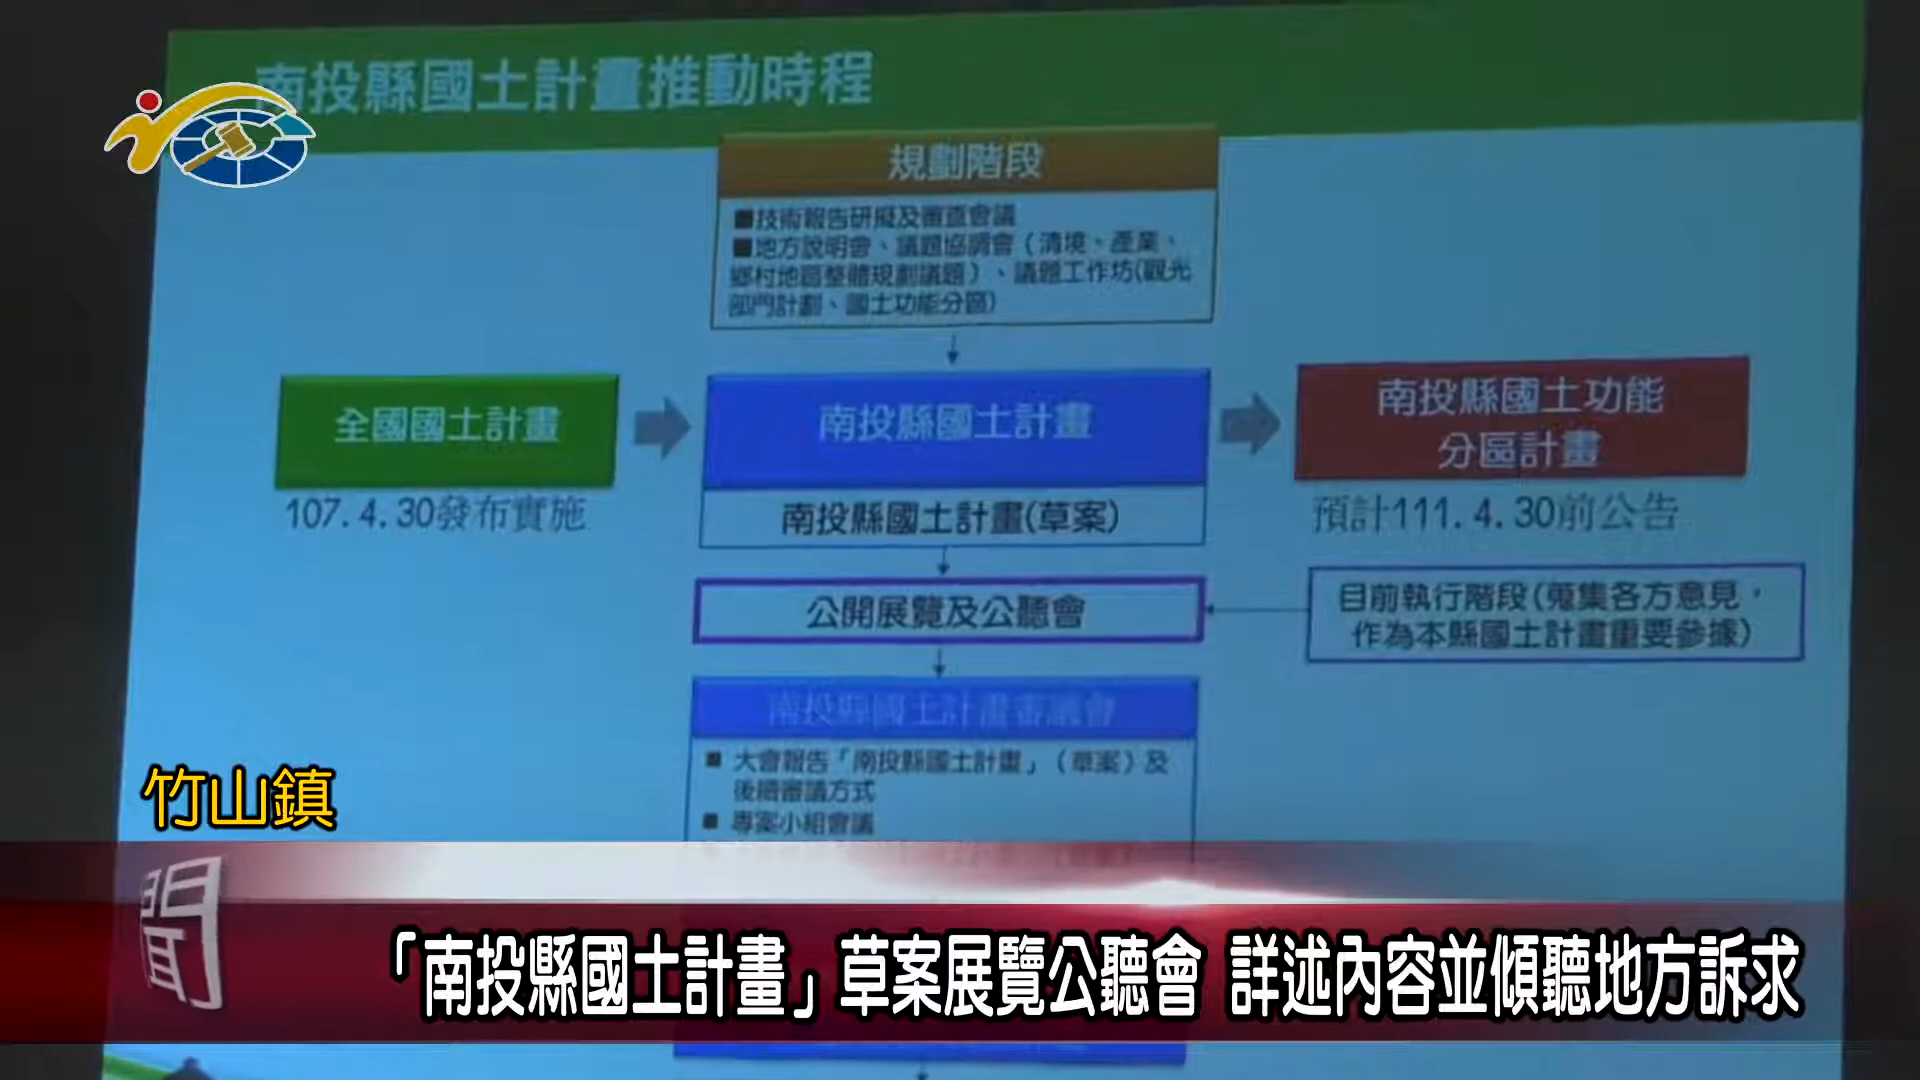 南投縣國土計畫推動時程
規劃階段
■技術報告研擬及審查會議
■地方說明會、議題協調會（清境、產業、
鄉村地區整體規劃議題）、議題工作坊(觀光
部門計劃、國土功能分區)
全國國土計畫
107.4.30發布實施
南投縣國土計畫
南投縣國土計畫(草案)
南投縣國土功能
分區計畫
預計111.4.30前公告
公開展覽及公聽會
目前執行階段(蒐集各方意見，
作為本縣國土計畫重要參據)
南投縣國土計畫審議會
■ 大會報告「南投縣國土計畫」（草案）及
後續審議方式
■ 專案小組會議
竹山鎮
聞
「南投縣國土計畫」草案展覽公聽會 詳述內容並傾聽地方訴求